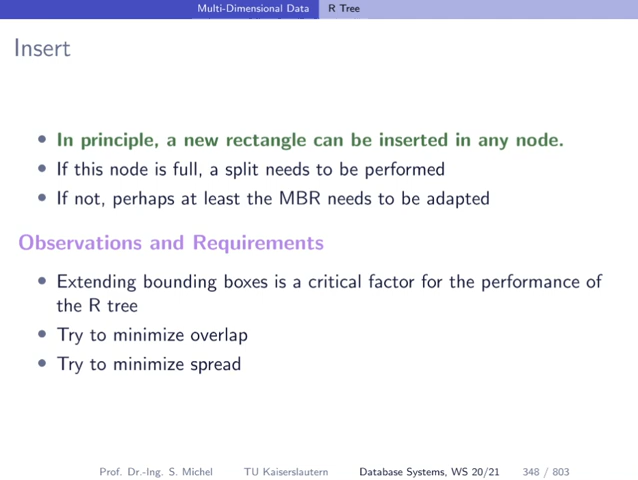 Multi-Dimensional Data R Tree
Insert
• In principle, a new rectangle can be inserted in any node.
• If this node is full, a split needs to be performed
• If not, perhaps at least the MBR needs to be adapted
Observations and Requirements
• Extending bounding boxes is a critical factor for the performance of
the R tree
• Try to minimize overlap
• Try to minimize spread
Prof. Dr.-Ing. S. Michel TU Kaiserslautern Database Systems, WS 20/21 348 / 803